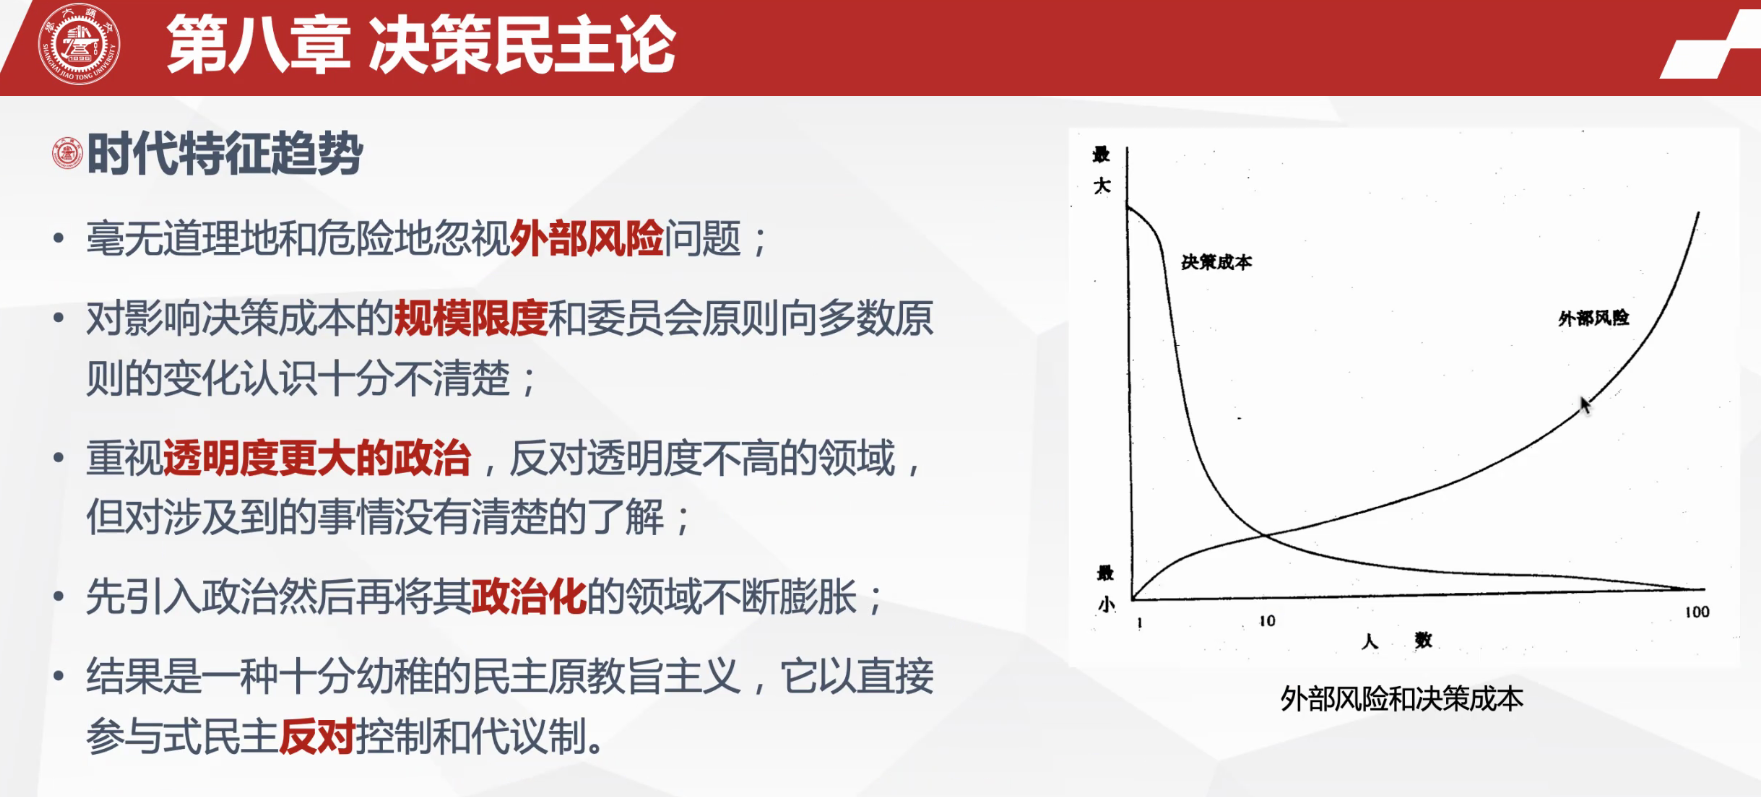 第八章 决策民主论
SHANGHAI JIAO TONG UNIVERSITY
时代特征趋势
• 毫无道理地和危险地忽视外部风险问题；
• 对影响决策成本的规模限度和委员会原则向多数原
则的变化认识十分不清楚；
• 重视透明度更大的政治，反对透明度不高的领域，
但对涉及到的事情没有清楚的了解；
• 先引入政治然后再将其政治化的领域不断膨胀；
• 结果是一种十分幼稚的民主原教旨主义，它以直接
参与式民主反对控制和代议制。
最
大
决策成本
外部风险
最
小
1
10
100
人 数
外部风险和决策成本